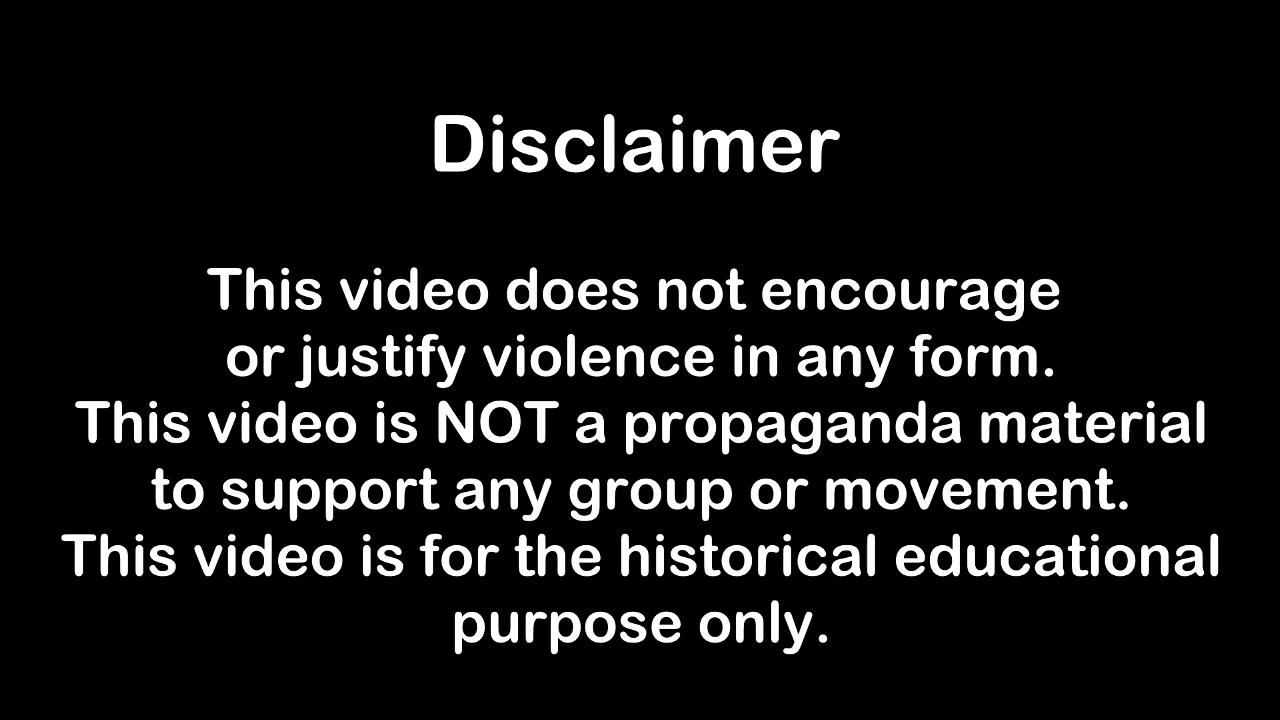 Disclaimer
This video does not encourage
or justify violence in any form.
This video is NOT a propaganda material
to support any group or movement.
This video is for the historical educational
purpose only.